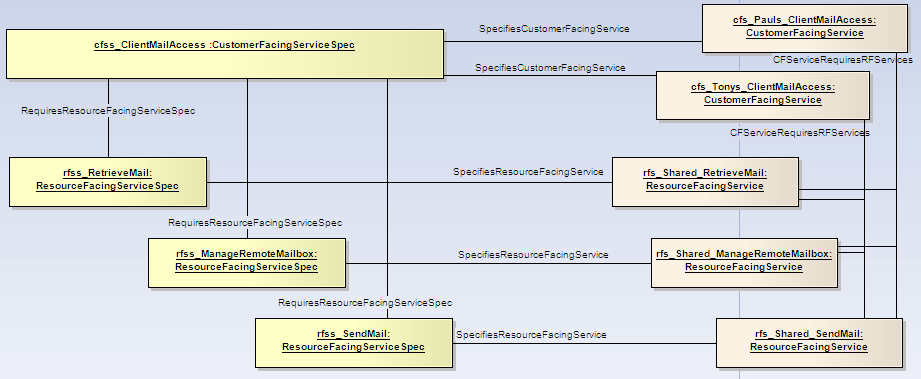 cfs_Pauls_ClientMailAccess:
CustomerFacingService
SpecifiesCustomerFacingService
cfss_ClientMailAccess :CustomerFacingServiceSpec
CFServiceRequiresRFServices
SpecifiesCustomerFacingService
cfs_Tonys_ClientMailAccess:
CustomerFacingService
RequiresResourceFacingServiceSpec
CFServiceRequiresRFServices
rfss_RetrieveMail:
ResourceFacingServiceSpec
SpecifiesResourceFacingService
rfs_Shared_RetrieveMail:
ResourceFacingService
RequiresResourceFacingServiceSpec
rfss_ManageRemoteMailbox:
ResourceFacingServiceSpec
SpecifiesResourceFacingService
rfs_Shared_ManageRemoteMailbox:
ResourceFacingService
RequiresResourceFacingServiceSpec
rfss_SendMail:
ResourceFacingServiceSpec
SpecifiesResourceFacingService
rfs_Shared_SendMail:
ResourceFacingService